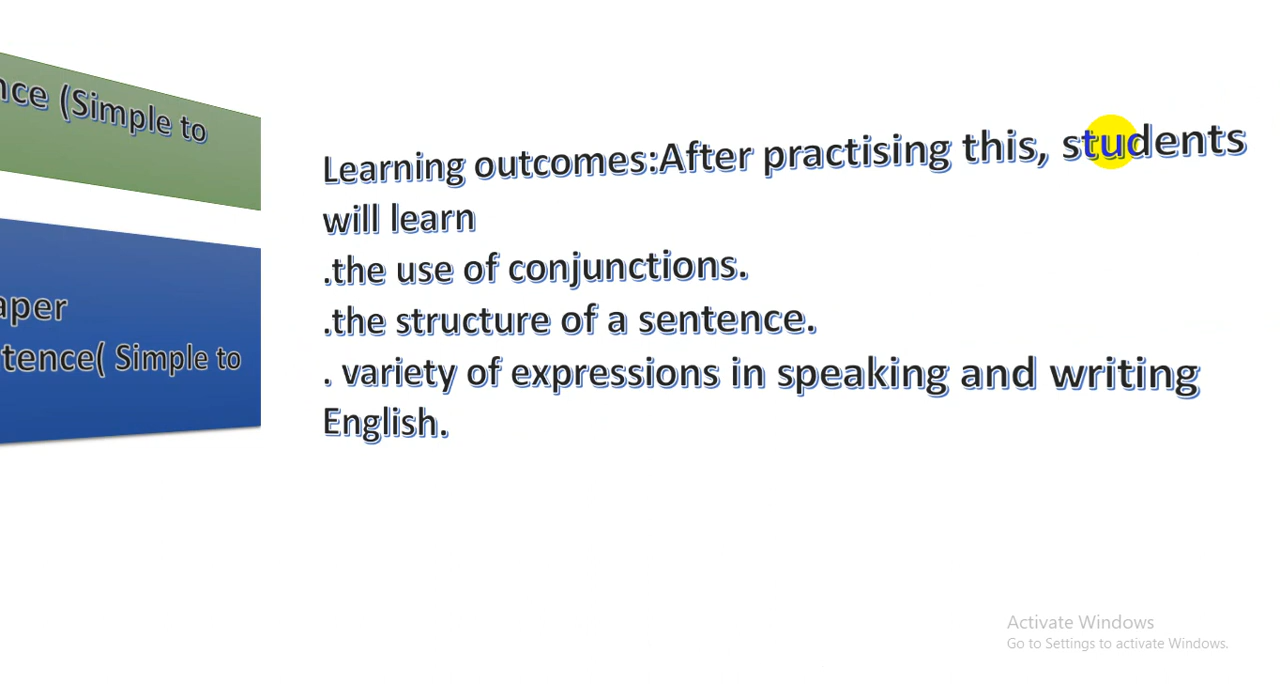 nce (Simple to
aper
tence( Simple to
Learning outcomes:After practising this, students
will learn
.the use of conjunctions.
.the structure of a sentence.
. variety of expressions in speaking and writing
English.
Activate Windows
Go to Settings to activate Windows.